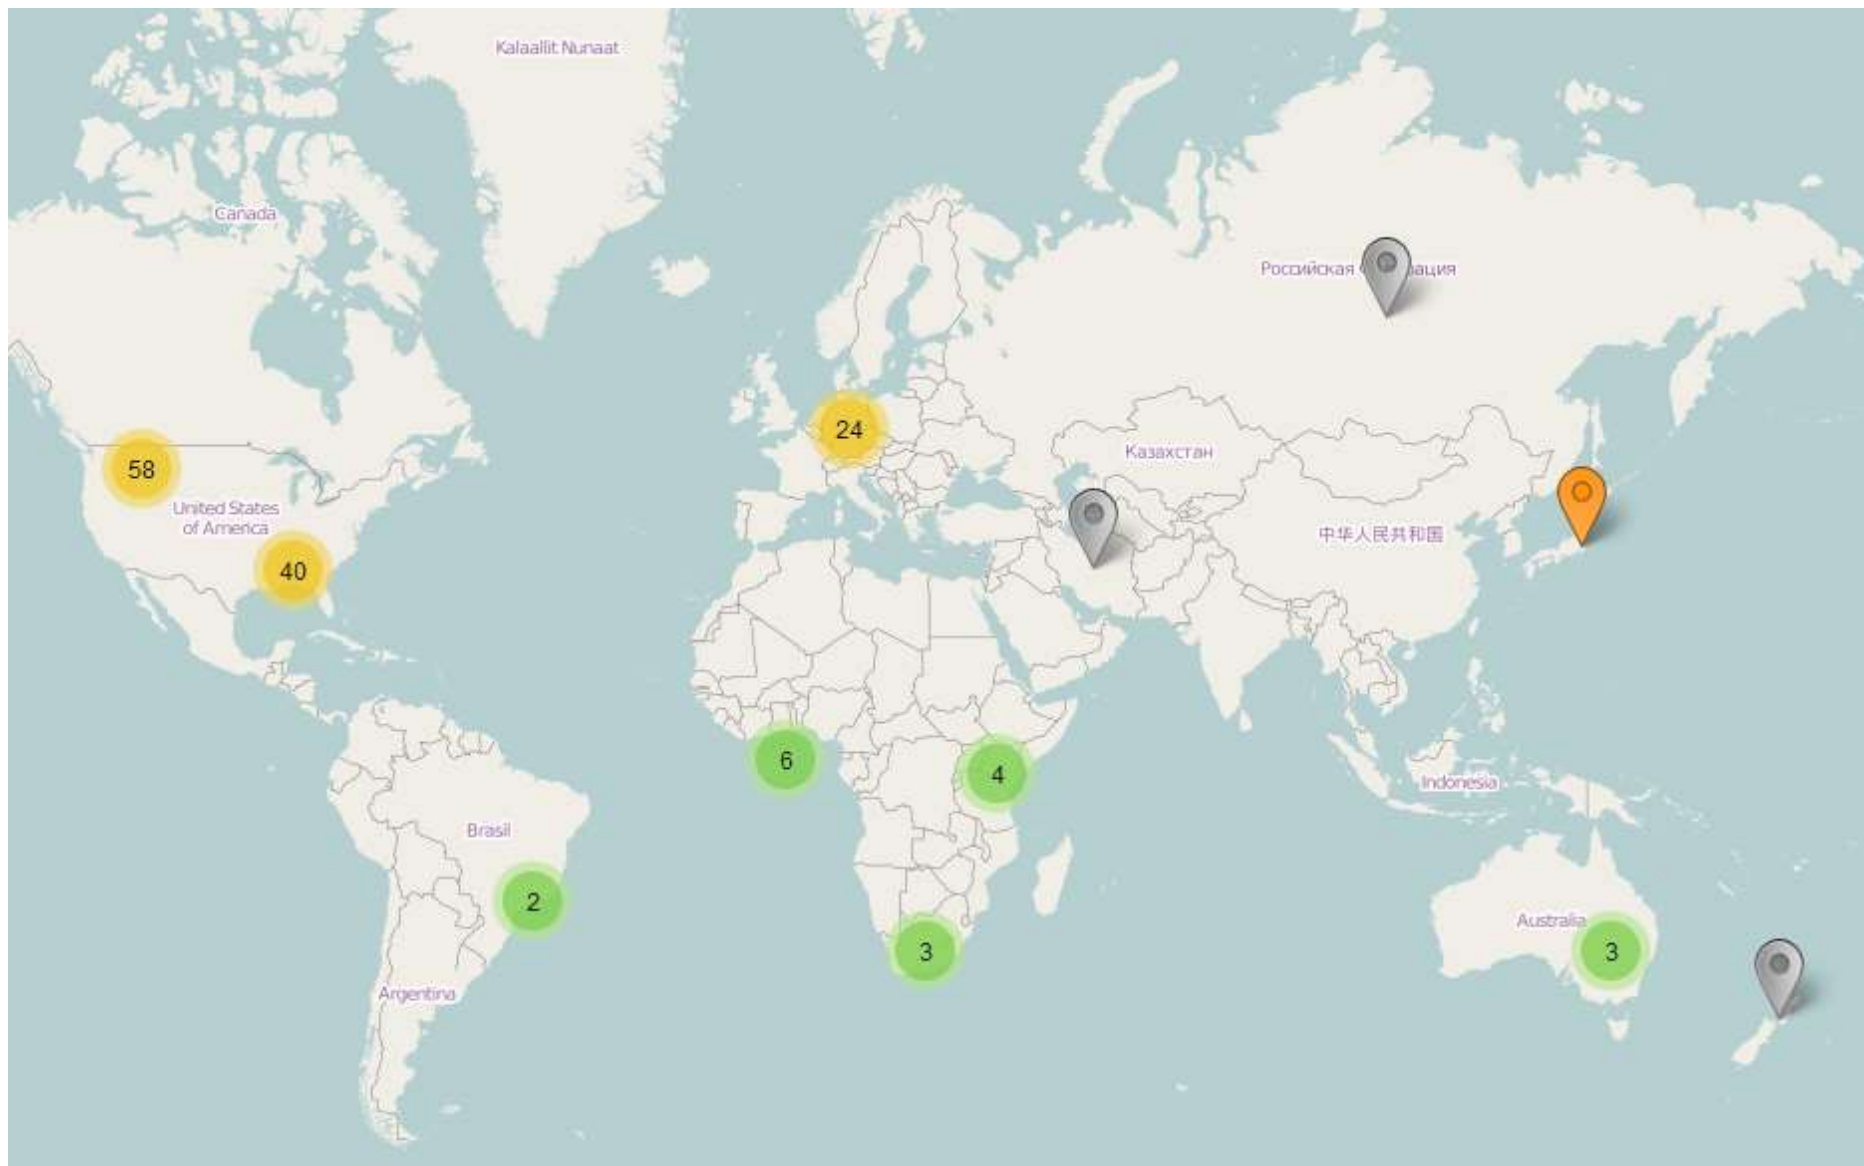 Kalaallit Nunaat
Canada
Российская
ация
24
Казахстан
58
United States
of America
中华人民共和国
40
6
4
Indonesia
Brasil
2
Australia
3
3
Argentina